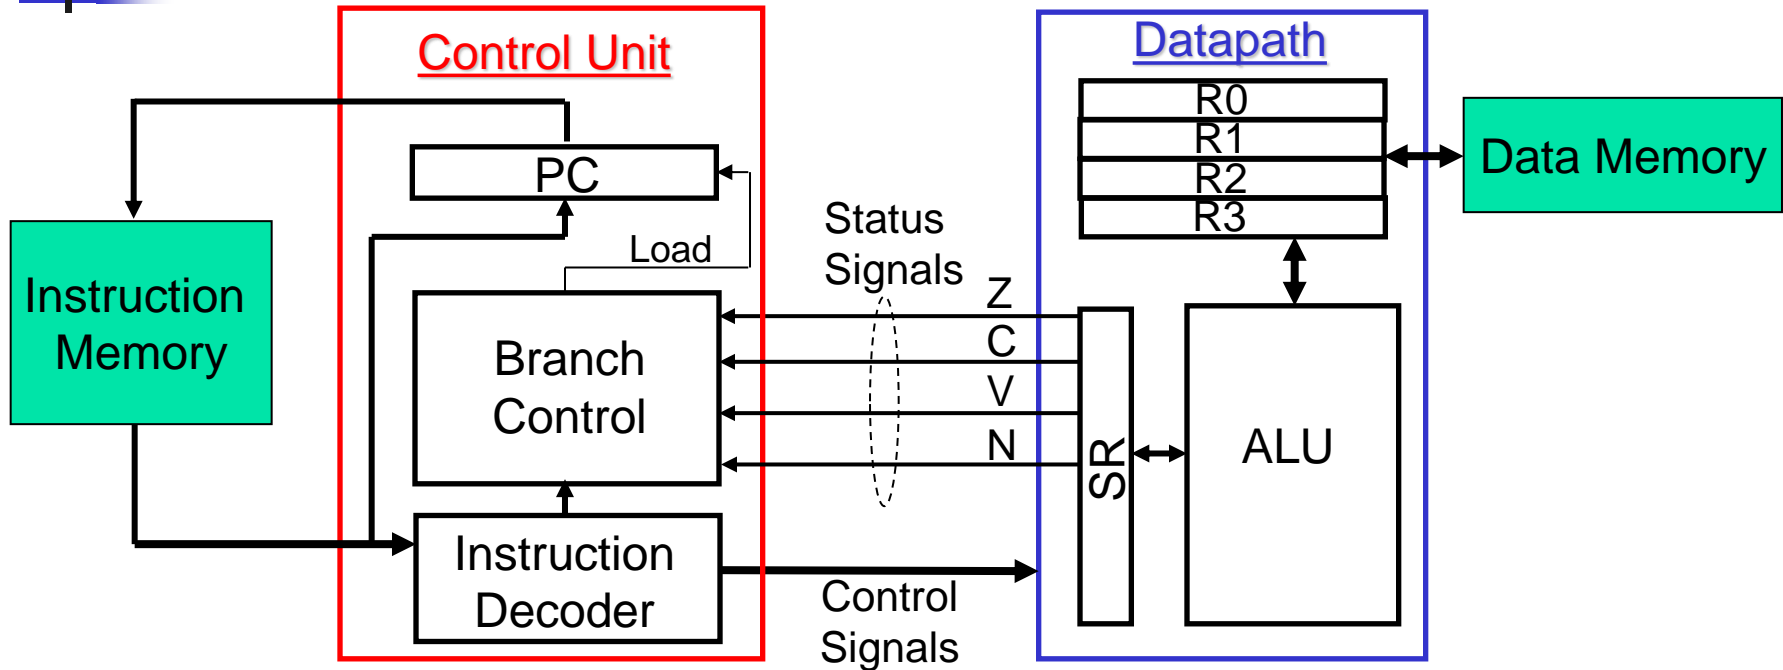 Control Unit
Datapath
R0
R1
R2
R3
Data Memory
PC
Load
Status
Signals
Instruction
Memory
Branch
Control
Z
C
V
N
SR
ALU
Instruction
Decoder
Control
Signals